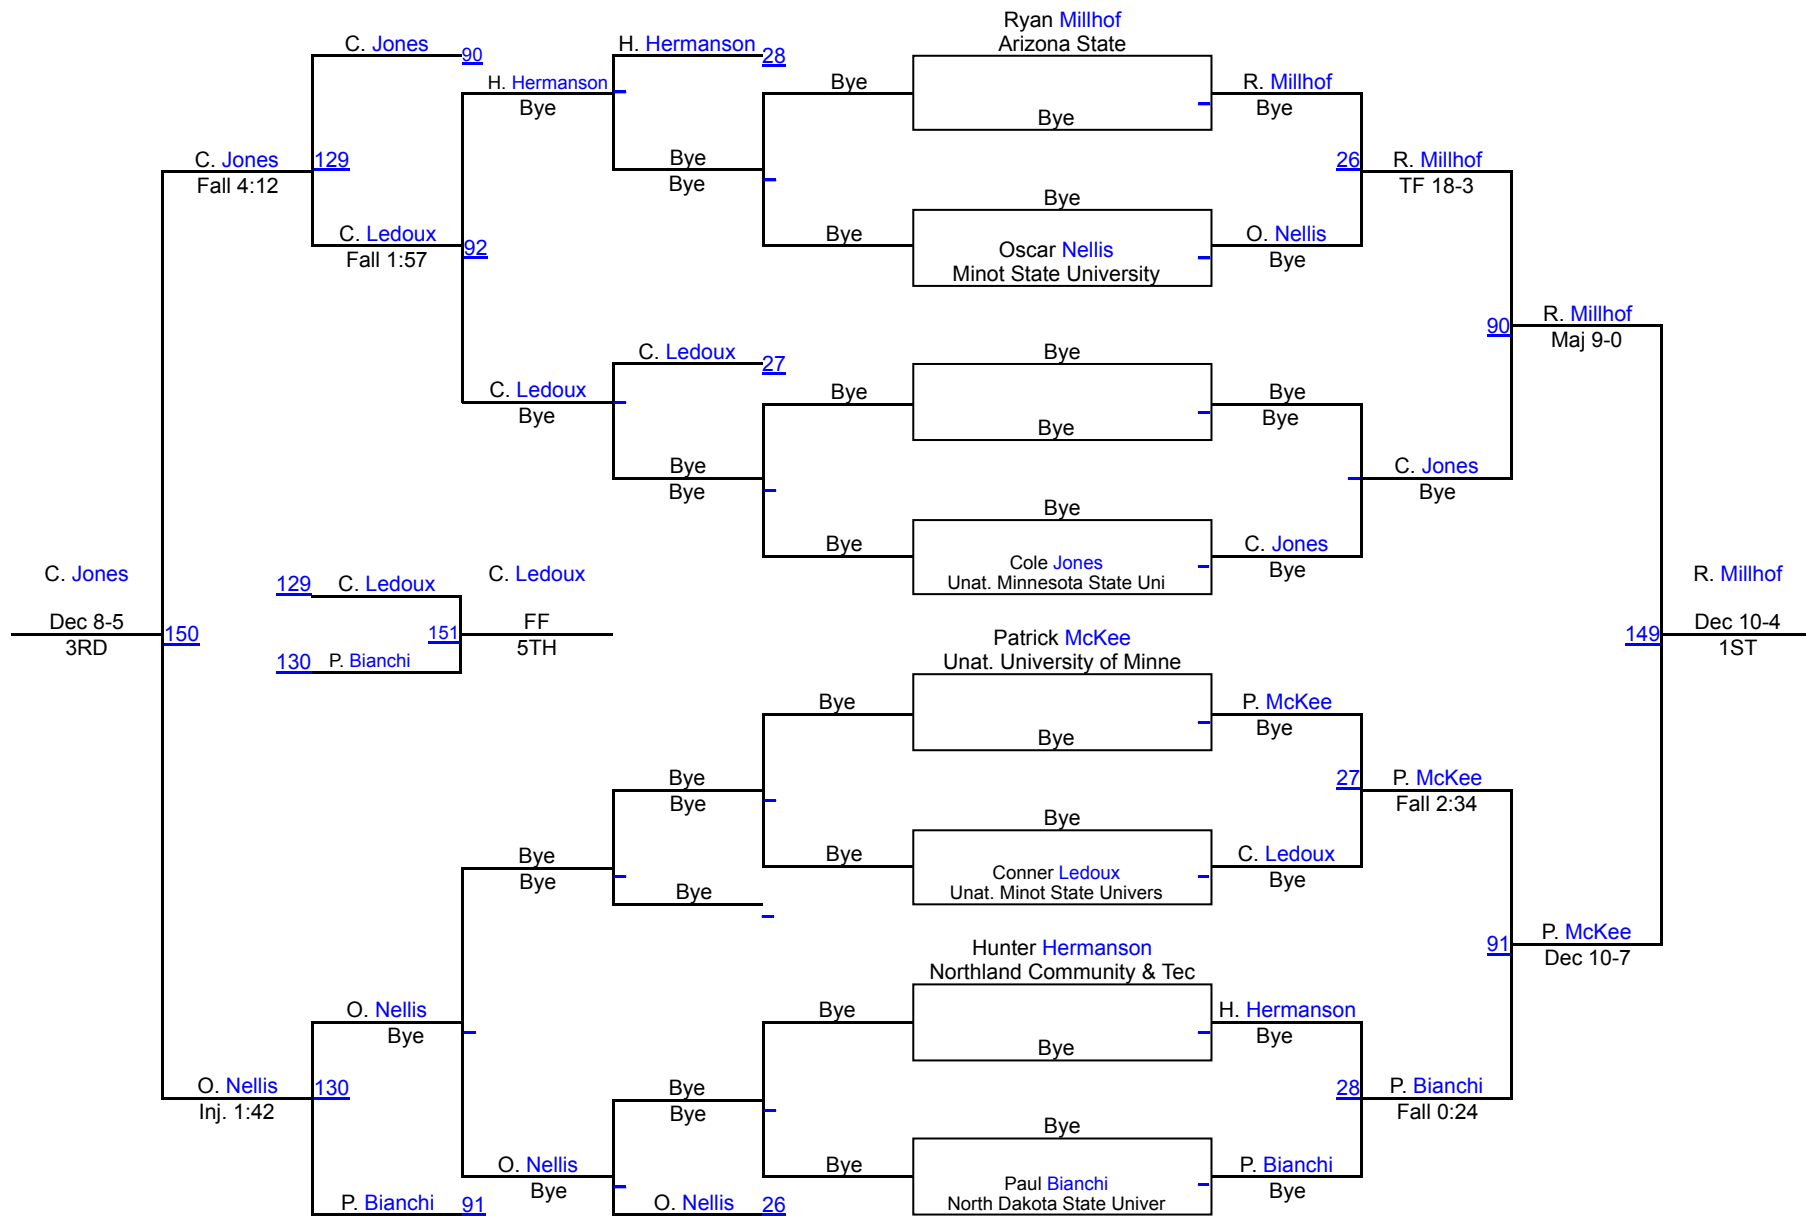 Ryan Millhof
Arizona State
C. Jones
90
H. Hermanson
28
H. Hermanson
Bye
Bye
Bye
R. Millhof
Bye
C. Jones
Fall 4:12
129
Bye
Bye
26
R. Millhof
TF 18-3
C. Ledoux
Fall 1:57
92
Bye
Bye
Oscar Nellis
Minot State University
O. Nellis
Bye
R. Millhof
Maj 9-0
90
C. Ledoux
27
Bye
C. Ledoux
Bye
Bye
Bye
Bye
Bye
Bye
Bye
C. Jones
Bye
Bye
Bye
Cole Jones
Unat. Minnesota State Uni
C. Jones
Bye
C. Jones
Dec 8-5
3RD
150
129
C. Ledoux
130
P. Bianchi
151
C. Ledoux
FF
5TH
R. Millhof
Dec 10-4
1ST
149
Patrick McKee
Unat. University of Minne
Bye
Bye
P. McKee
Bye
Bye
Bye
27
P. McKee
Fall 2:34
Bye
Bye
Bye
Bye
Bye
Conner Ledoux
Unat. Minot State Univers
C. Ledoux
Bye
91
P. McKee
Dec 10-7
Hunter Hermanson
Northland Community & Tec
O. Nellis
Bye
Bye
Bye
H. Hermanson
Bye
O. Nellis
Inj. 1:42
130
Bye
Bye
28
P. Bianchi
Fall 0:24
O. Nellis
Bye
Bye
Bye
Paul Bianchi
North Dakota State Univer
P. Bianchi
Bye
P. Bianchi
91
O. Nellis
26